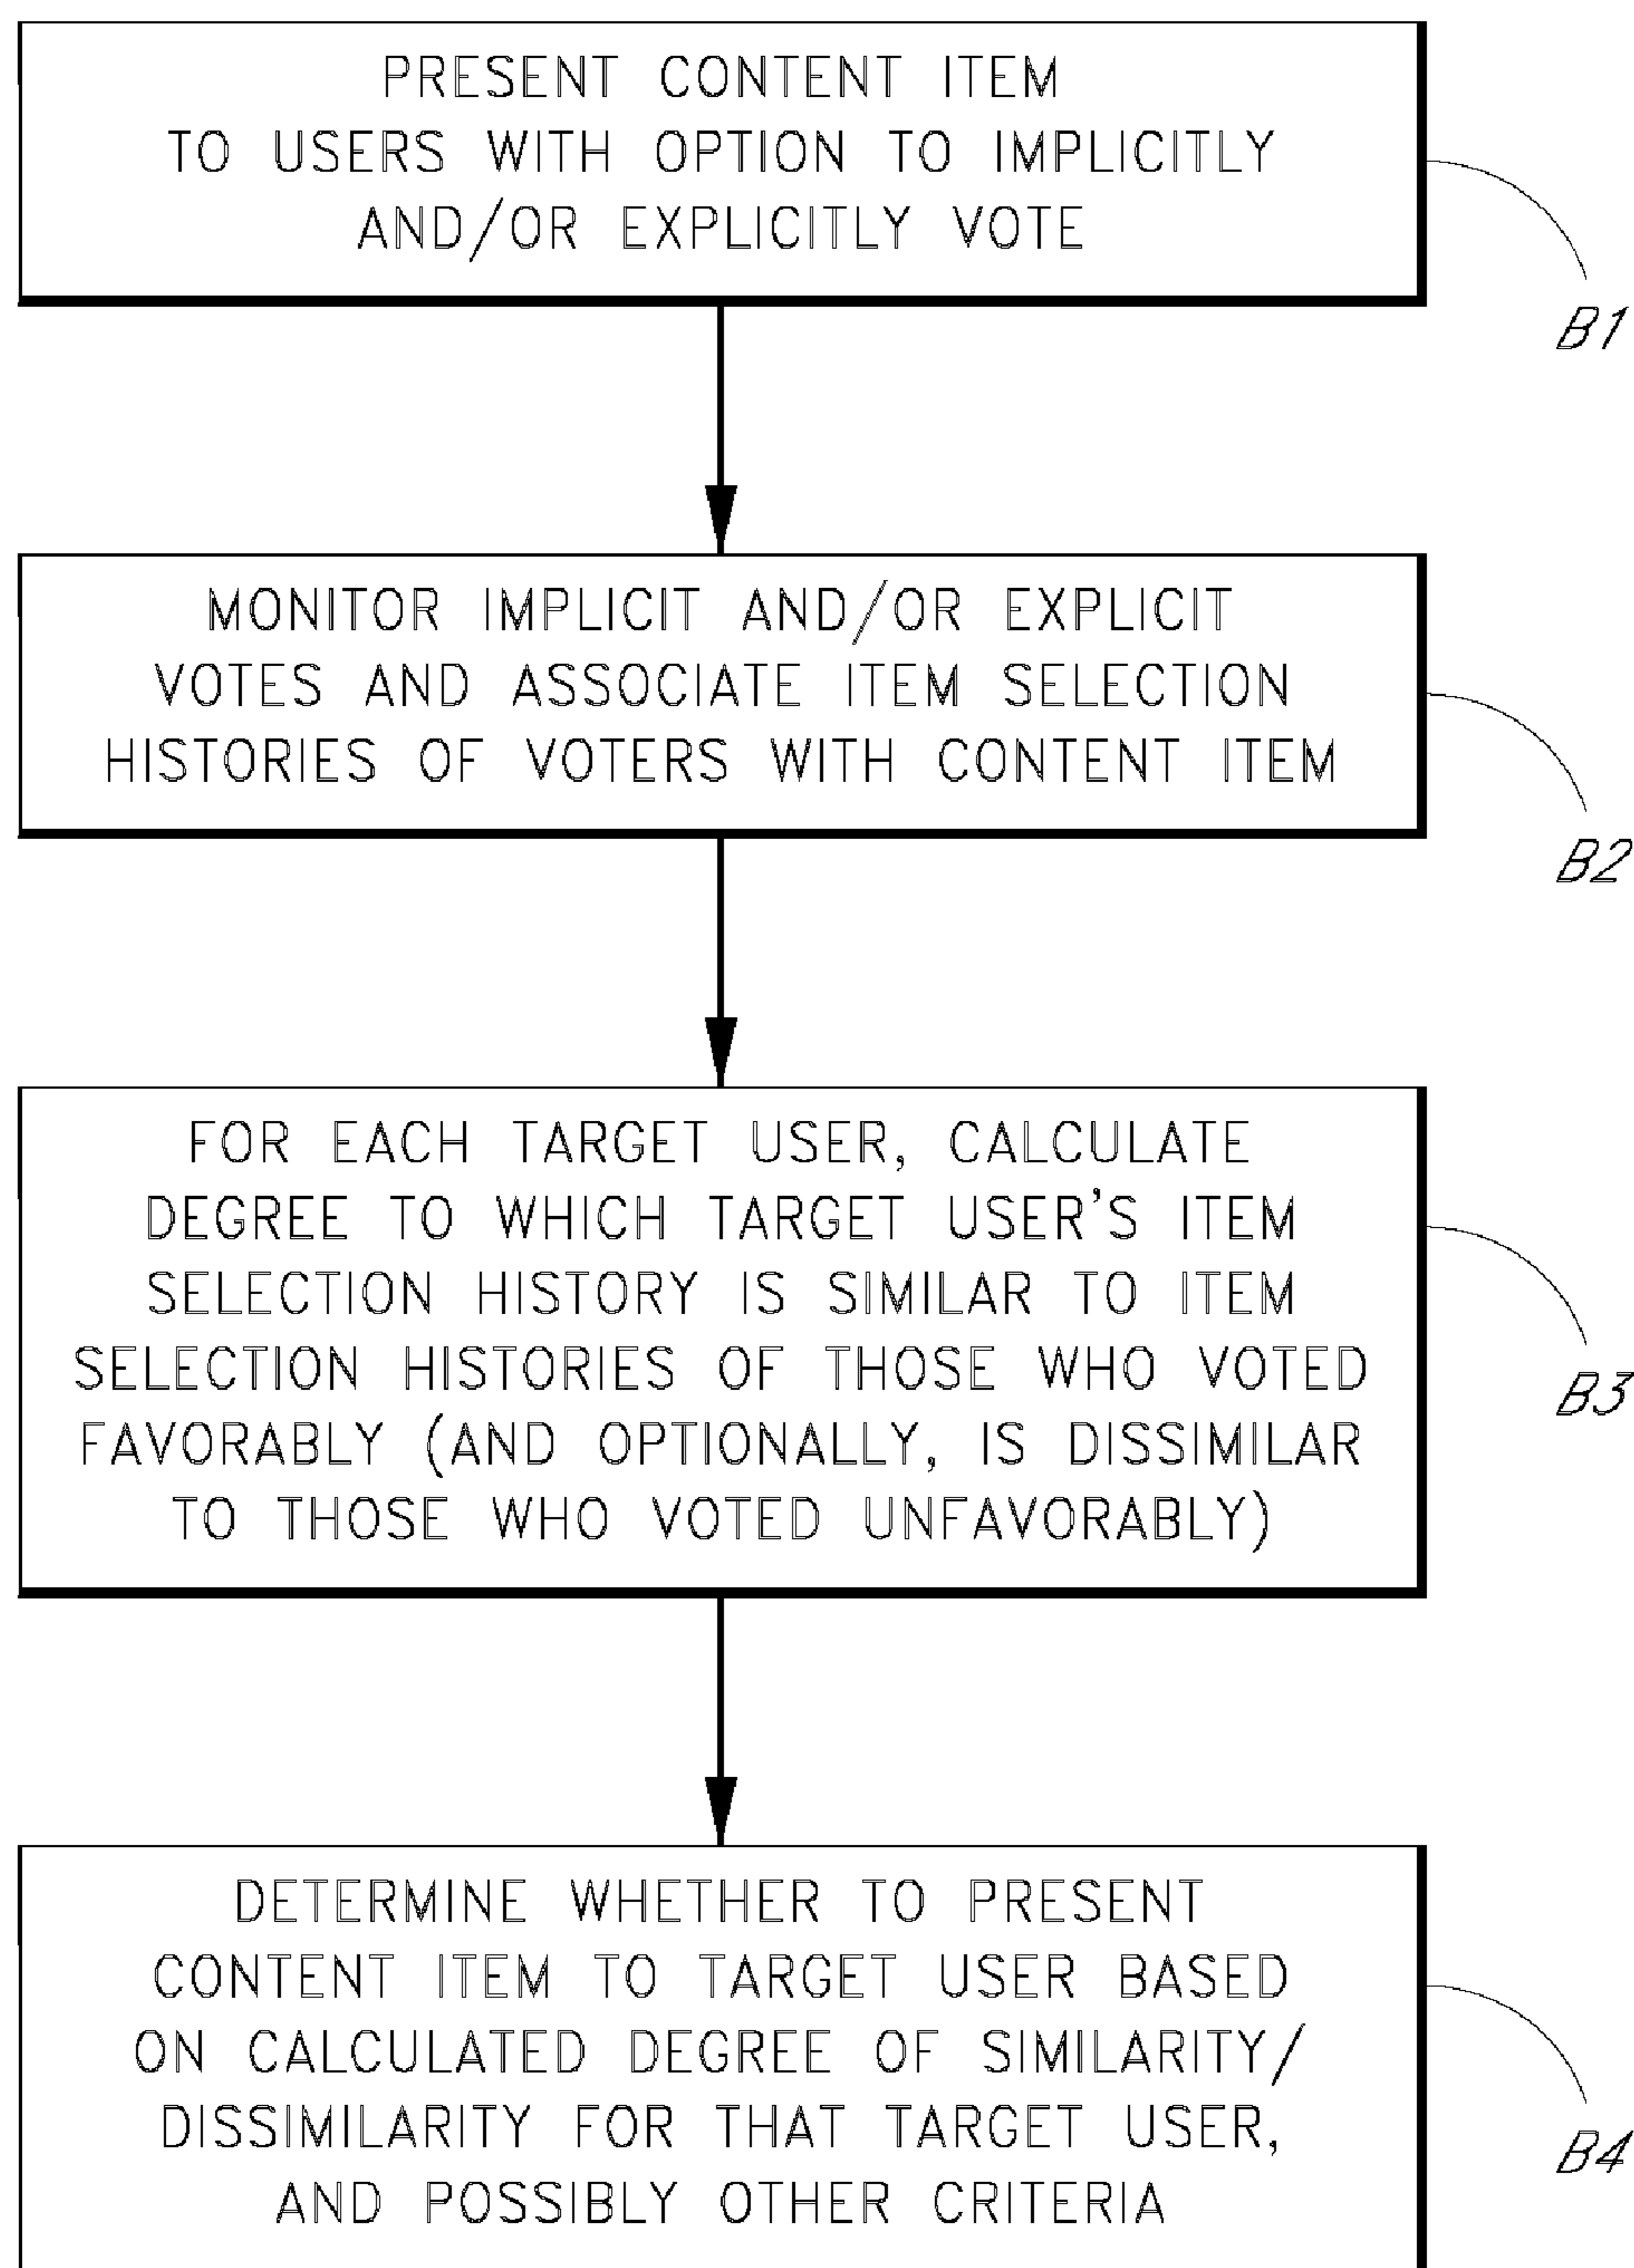 PRESENT CONTENT ITEM
TO USERS WITH OPTION TO IMPLICITLY
AND/OR EXPLICITLY VOTE
B1
MONITOR IMPLICIT AND/OR EXPLICIT
VOTES AND ASSOCIATE ITEM SELECTION
HISTORIES OF VOTERS WITH CONTENT ITEM
B2
FOR EACH TARGET USER, CALCULATE
DEGREE TO WHICH TARGET USER'S ITEM
SELECTION HISTORY IS SIMILAR TO ITEM
SELECTION HISTORIES OF THOSE WHO VOTED
FAVORABLY (AND OPTIONALLY, IS DISSIMILAR
TO THOSE WHO VOTED UNFAVORABLY)
B3
DETERMINE WHETHER TO PRESENT
CONTENT ITEM TO TARGET USER BASED
ON CALCULATED DEGREE OF SIMILARITY/
DISSIMILARITY FOR THAT TARGET USER,
AND POSSIBLY OTHER CRITERIA
B4